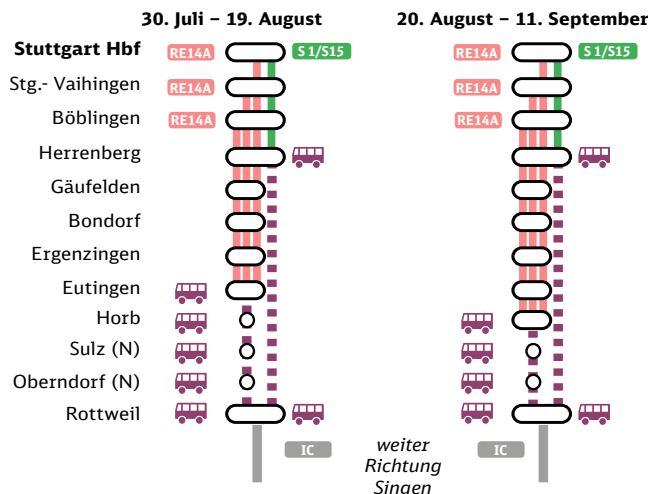 30. Juli – 19. August 20. August – 11. September
Stuttgart Hbf RE14A S 1/S15 RE14A S 1/S15
Stg.- Vaihingen RE14A RE14A
Böblingen RE14A RE14A
Herrenberg
Gäufelden
Bondorf
Ergenzingen
Eutingen
Horb
Sulz (N)
Oberndorf (N)
Rottweil
IC weiter IC
Richtung
Singen